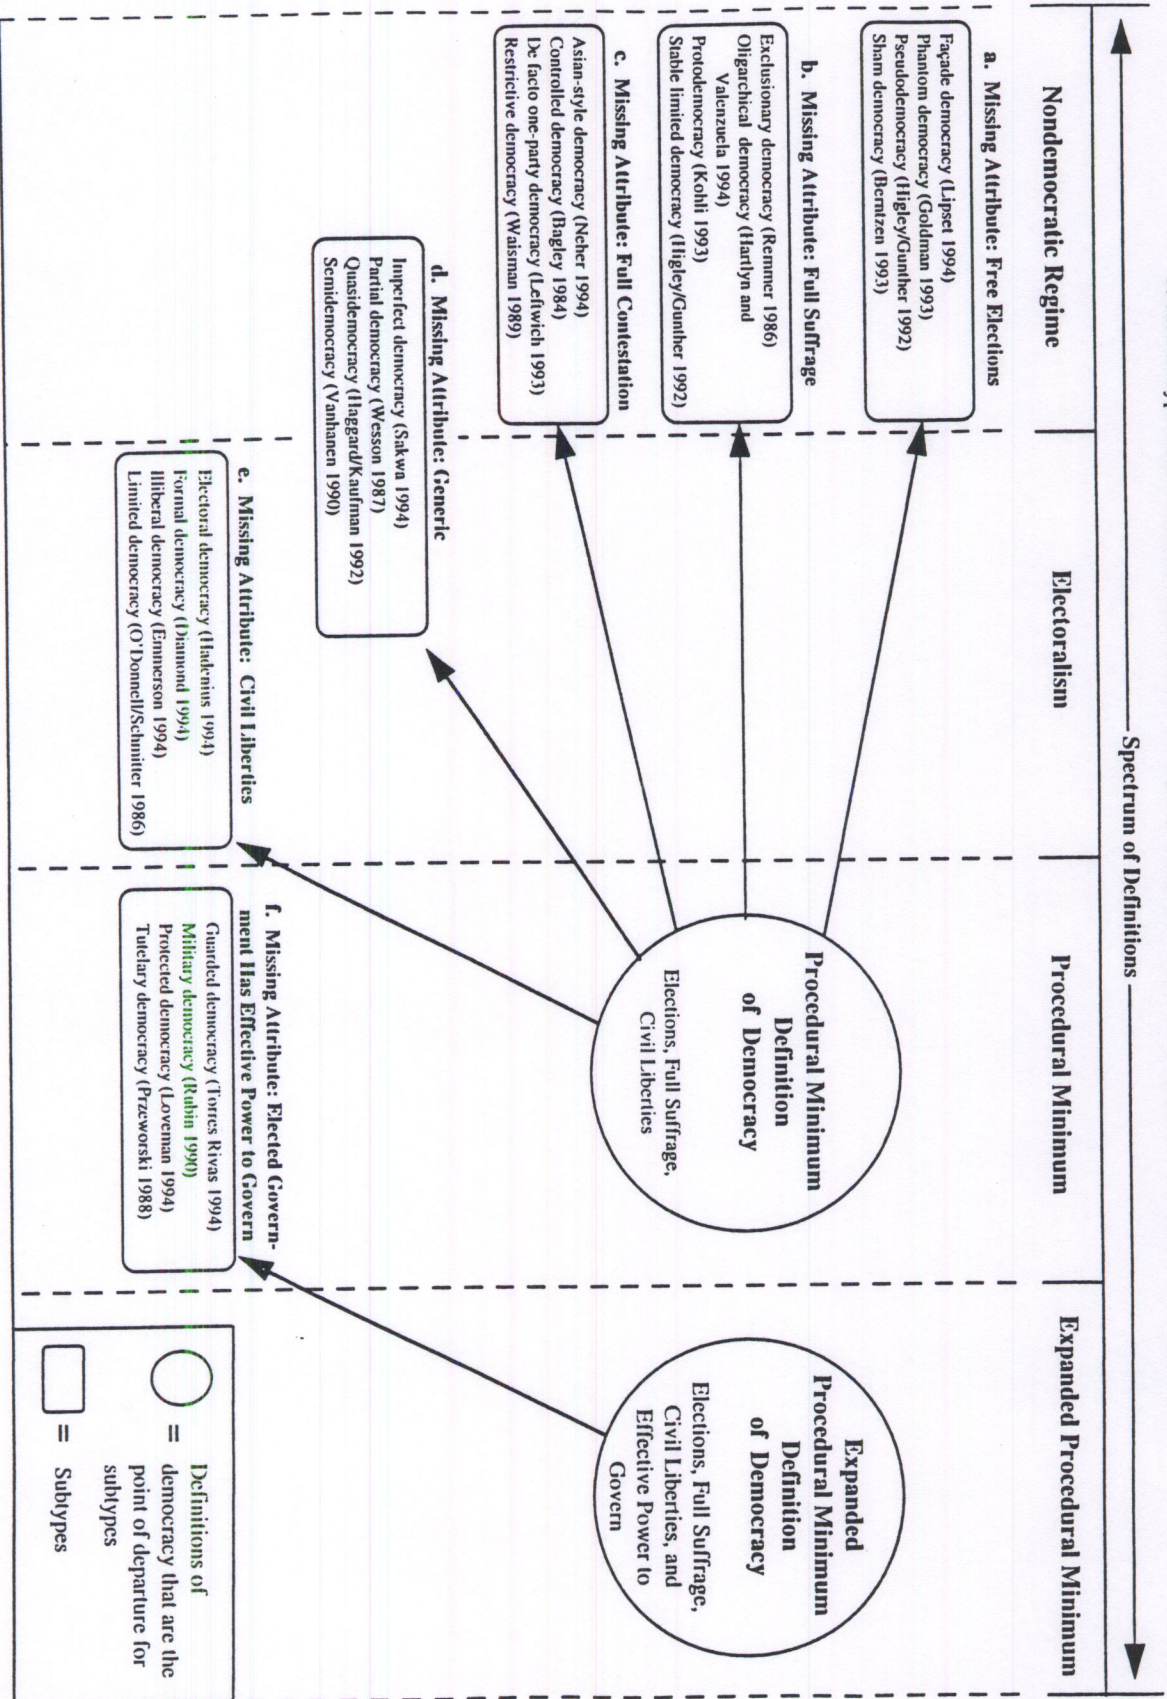 Spectrum of Definitions
Nondemocratic Regime
Electoralism
Procedural Minimum
Expanded Procedural Minimum
a. Missing Attribute: Free Elections
Façade democracy (Lipset 1994)
Phantom democracy (Goldman 1993)
Pseudodemocracy (Higley/Gunther 1992)
Sham democracy (Berntzen 1993)
b. Missing Attribute: Full Suffrage
Exclusionary democracy (Remmer 1986)
Oligarchical democracy (Hartlyn and
Valenzuela 1994)
Protodemocracy (Kohli 1993)
Stable limited democracy (Higley/Gunther 1992)
c. Missing Attribute: Full Contestation
Asian-style democracy (Neher 1994)
Controlled democracy (Bagley 1984)
De facto one-party democracy (Leftwich 1993)
Restrictive democracy (Waisman 1989)
d. Missing Attribute: Generic
Imperfect democracy (Sakwa 1994)
Partial democracy (Wesson 1987)
Quasidemocracy (Haggard/Kaufman 1992)
Semidemocracy (Vanhanen 1990)
e. Missing Attribute: Civil Liberties
Electoral democracy (Hadenius 1994)
Formal democracy (Diamond 1994)
Illiberal democracy (Emmerson 1994)
Limited democracy (O'Donnell/Schmitter 1986)
Procedural Minimum
Definition
of Democracy
Elections, Full Suffrage,
Civil Liberties
f. Missing Attribute: Elected Govern-
ment Has Effective Power to Govern
Guarded democracy (Torres Rivas 1994)
Military democracy (Rubin 1990)
Protected democracy (Loveman 1994)
Tutelary democracy (Przeworski 1988)
Expanded
Procedural Minimum
Definition
of Democracy
Elections, Full Suffrage,
Civil Liberties, and
Effective Power to
Govern
Definitions of
= democracy that are the
point of departure for
subtypes
= Subtypes